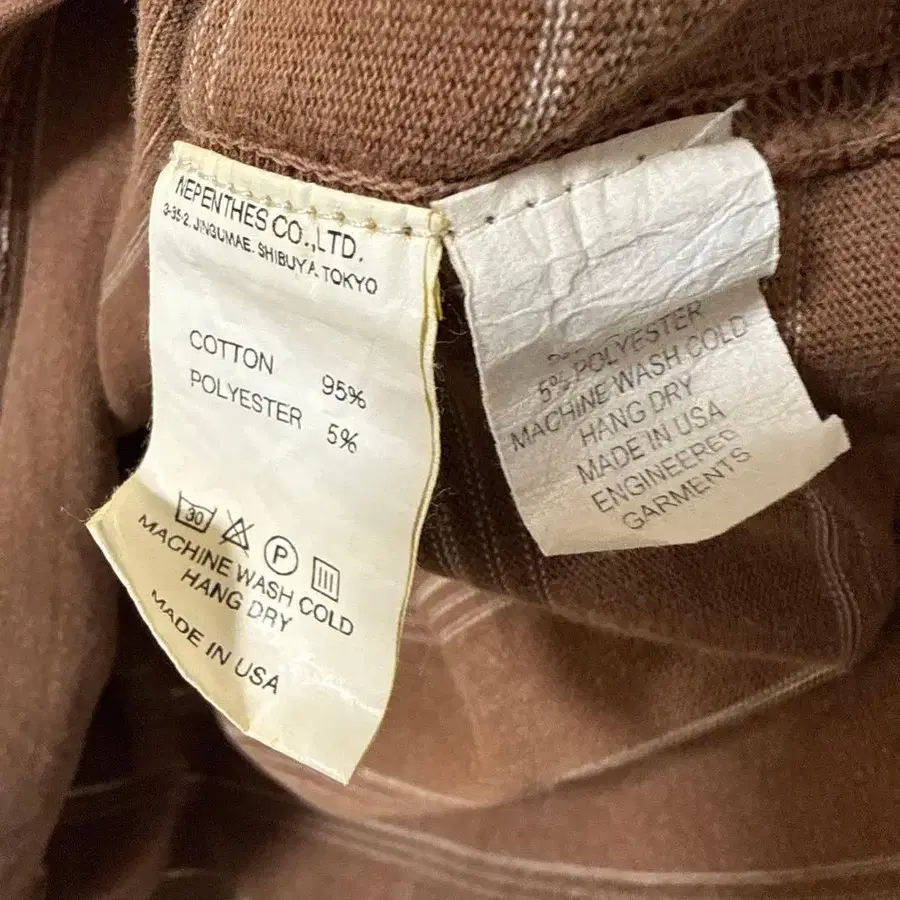 NEPENTHES CO.,LTD.
3-35-2, JINGUMAE. SHIBUYA TOKYO
COTTON 95%
POLYESTER 5%
30
P
MACHINE WASH COLD
HANG DRY
MADE IN USA
5% POLYESTER
MACHINE WASH COLD
HANG DRY
MADE IN USA
ENGINEERED
GARMENTS